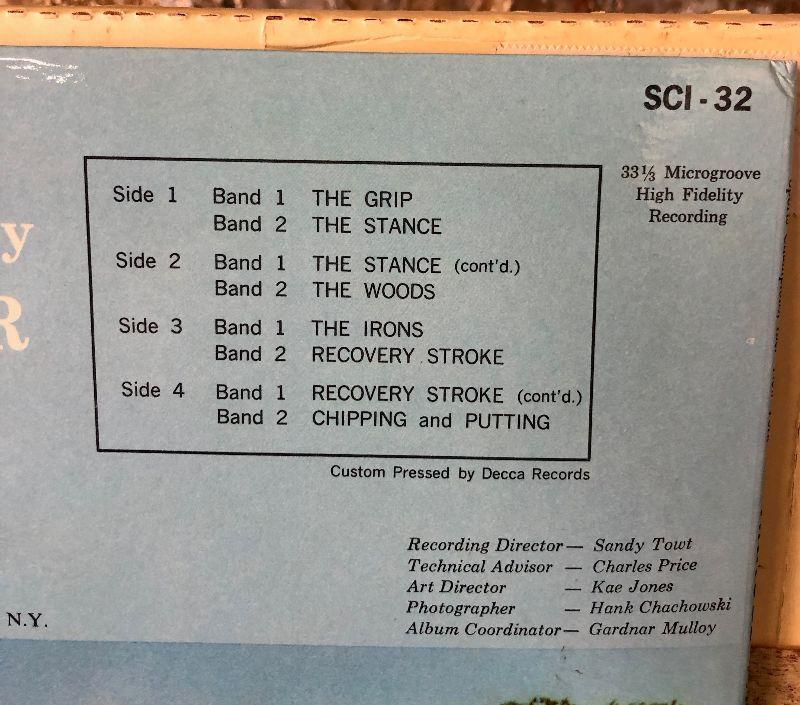 SCI - 32
33⅓ Microgroove
High Fidelity
Recording
Side 1 Band 1 THE GRIP
Band 2 THE STANCE
Side 2 Band 1 THE STANCE (cont'd.)
Band 2 THE WOODS
Side 3 Band 1 THE IRONS
Band 2 RECOVERY STROKE
Side 4 Band 1 RECOVERY STROKE (cont'd.)
Band 2 CHIPPING and PUTTING
y
R
Custom Pressed by Decca Records
Recording Director — Sandy Towt
Technical Advisor — Charles Price
Art Director — Kae Jones
Photographer — Hank Chachowski
Album Coordinator — Gardnar Mulloy
N.Y.